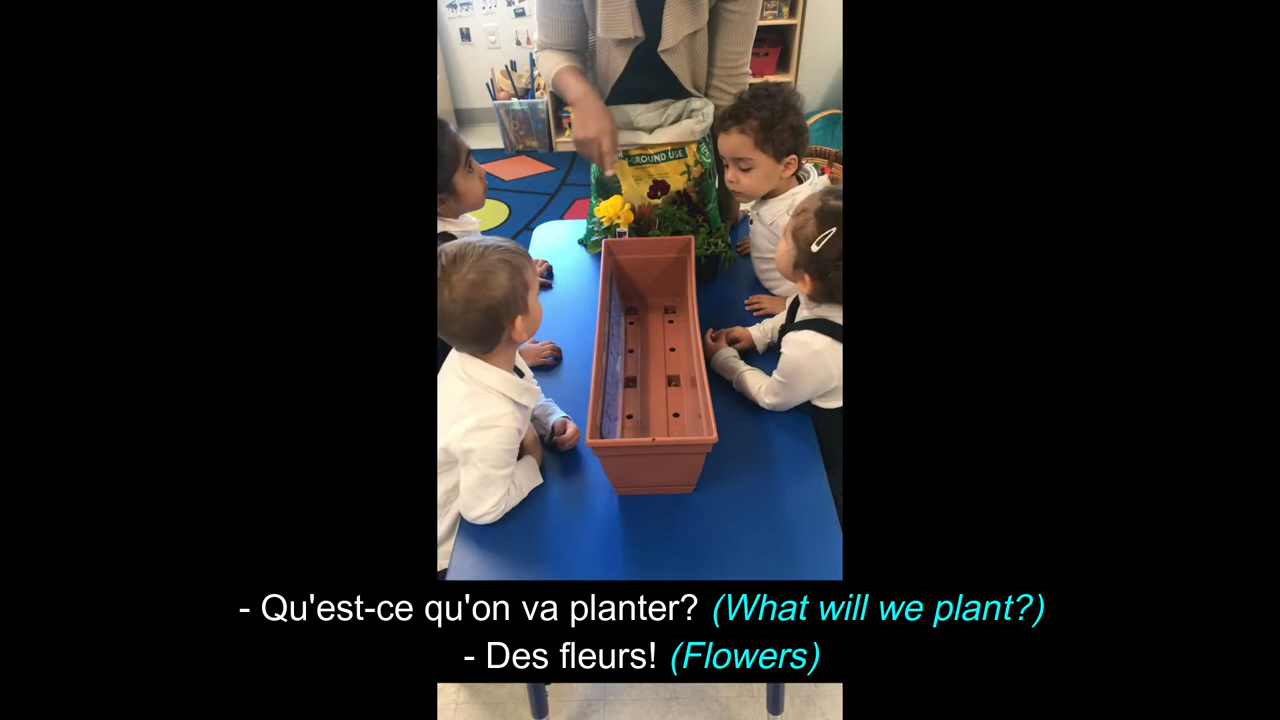 -GROUND USE
- Qu'est-ce qu'on va planter? (What will we plant?)
- Des fleurs! (Flowers)